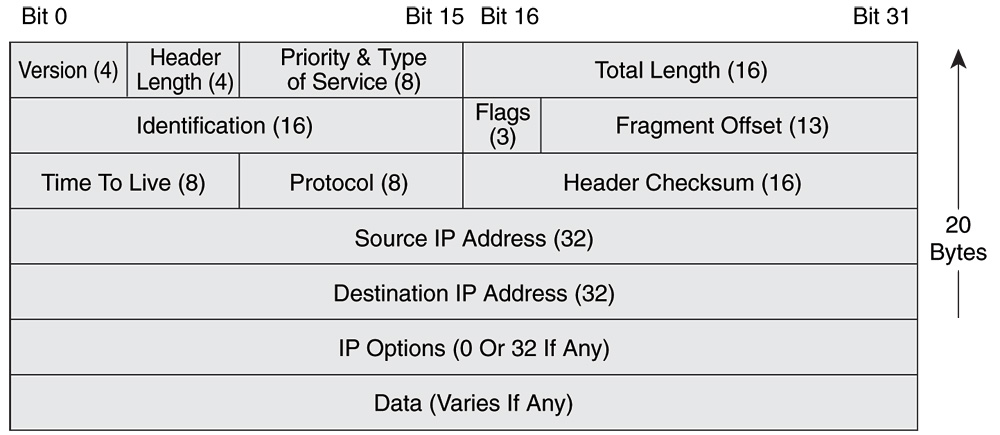 Bit 0 Bit 15 Bit 16 Bit 31
Version (4)
Header
Length (4)
Priority & Type
of Service (8)
Total Length (16)
Identification (16)
Flags
(3)
Fragment Offset (13)
Time To Live (8)
Protocol (8)
Header Checksum (16)
Source IP Address (32)
20
Bytes
Destination IP Address (32)
IP Options (0 Or 32 If Any)
Data (Varies If Any)